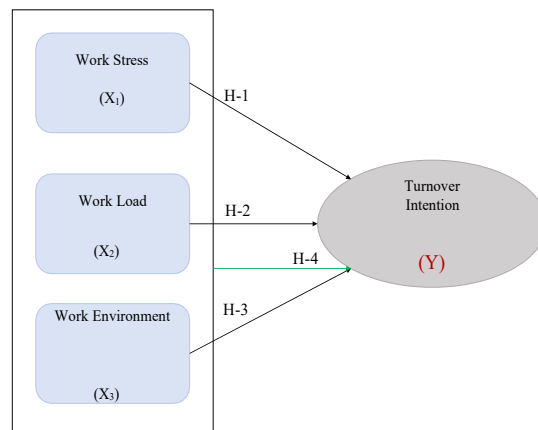 Work Stress
(X₁)
H-1
Work Load
(X₂)
H-2
Turnover
Intention
(Y)
H-4
Work Environment
(X₃)
H-3